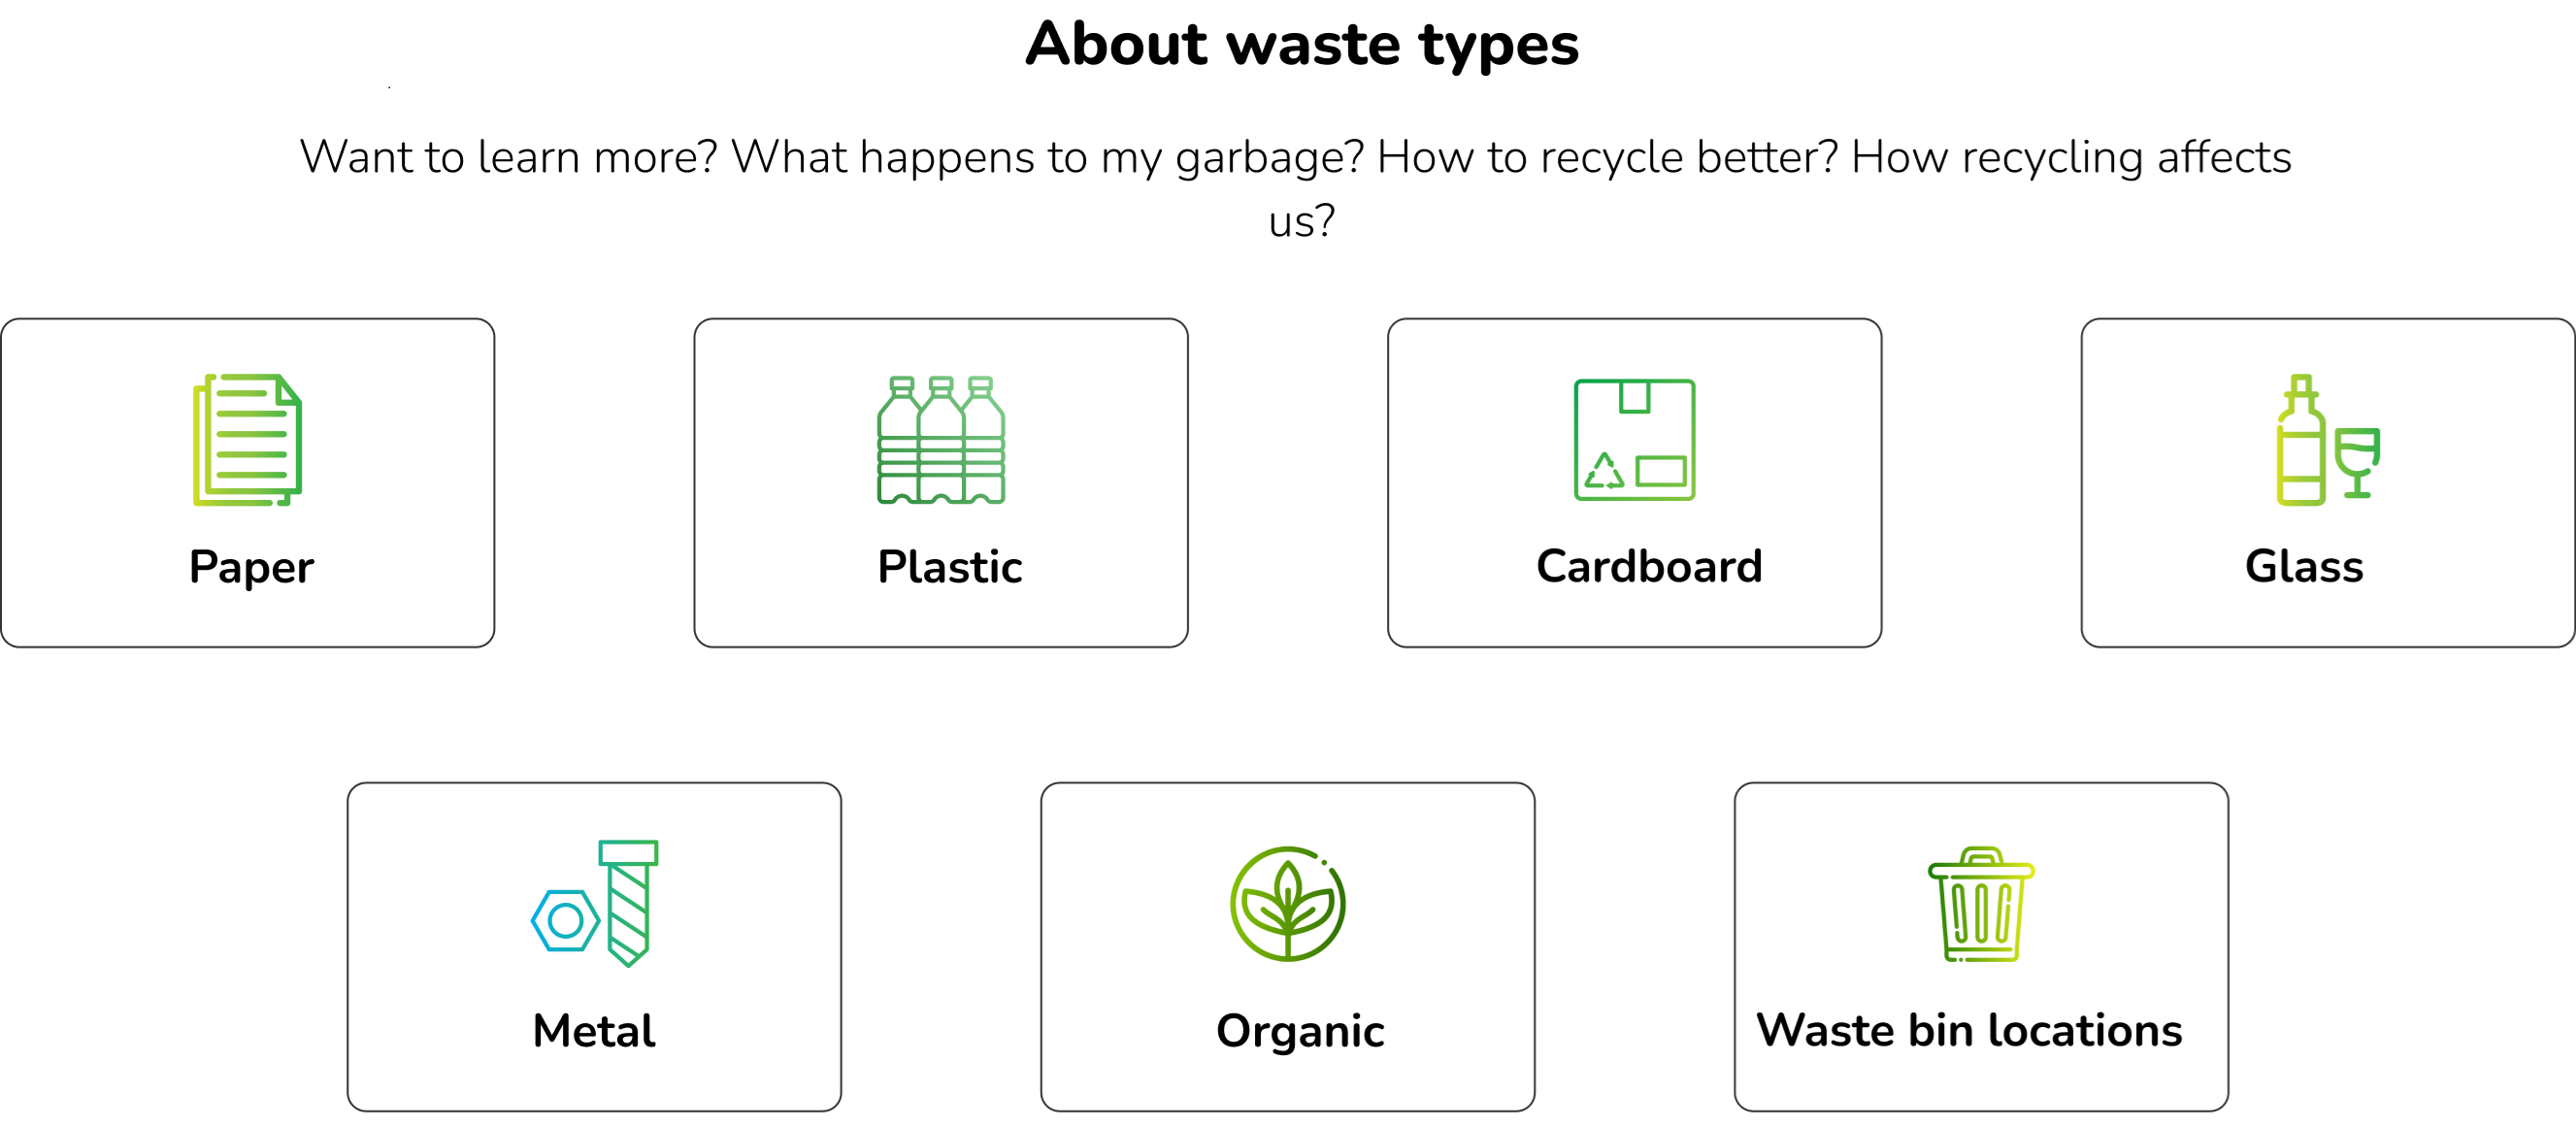 About waste types
Want to learn more? What happens to my garbage? How to recycle better? How recycling affects
us?
Paper
Plastic
Cardboard
Glass
Metal
Organic
Waste bin locations